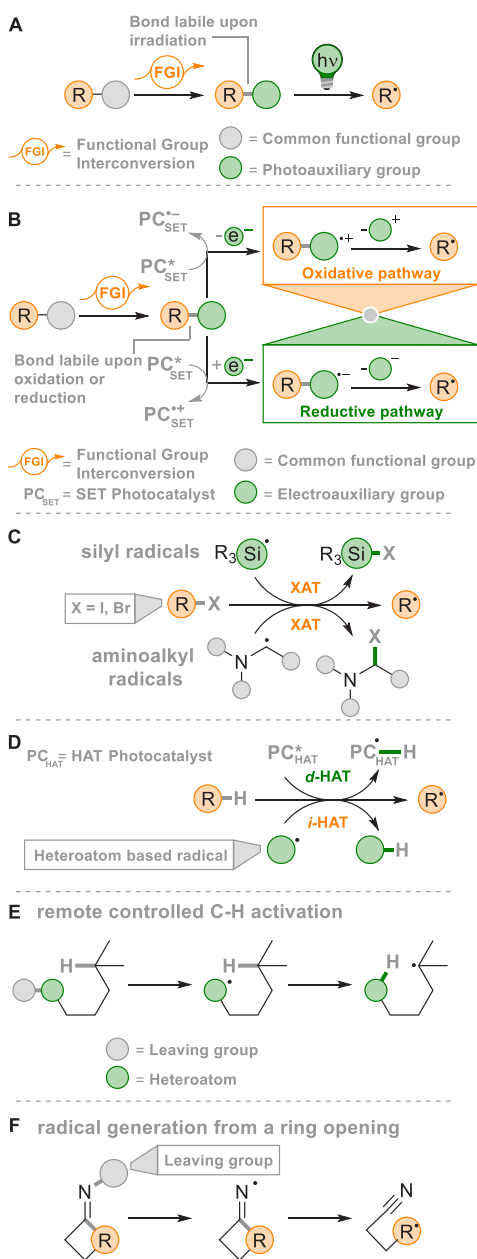 A
Bond labile upon
irradiation
FGI
hν
R
R
R•
FGI = Functional Group
Interconversion
= Common functional group
= Photoauxiliary group
B
PC•–SET
– e–
PC*SET
FGI
R
R
R •+
– +
R•
Oxidative pathway
Bond labile upon
oxidation or
reduction
PC*SET
+ e–
PC•+SET
R •–
– –
R•
Reductive pathway
FGI = Functional Group
Interconversion
= Common functional group
PCSET = SET Photocatalyst
= Electroauxiliary group
C
silyl radicals
R3Si•
R3Si–X
XAT
X = I, Br
R–X
R•
XAT
aminoalkyl
radicals
N •
X
N
D
PCHAT = HAT Photocatalyst
PC*HAT
PC•HAT–H
d-HAT
R–H
R•
i-HAT
Heteroatom based radical
•
H
E remote controlled C-H activation
H
H
•
H •
= Leaving group
= Heteroatom
F radical generation from a ring opening
Leaving group
N
N•
N
R
R
R•